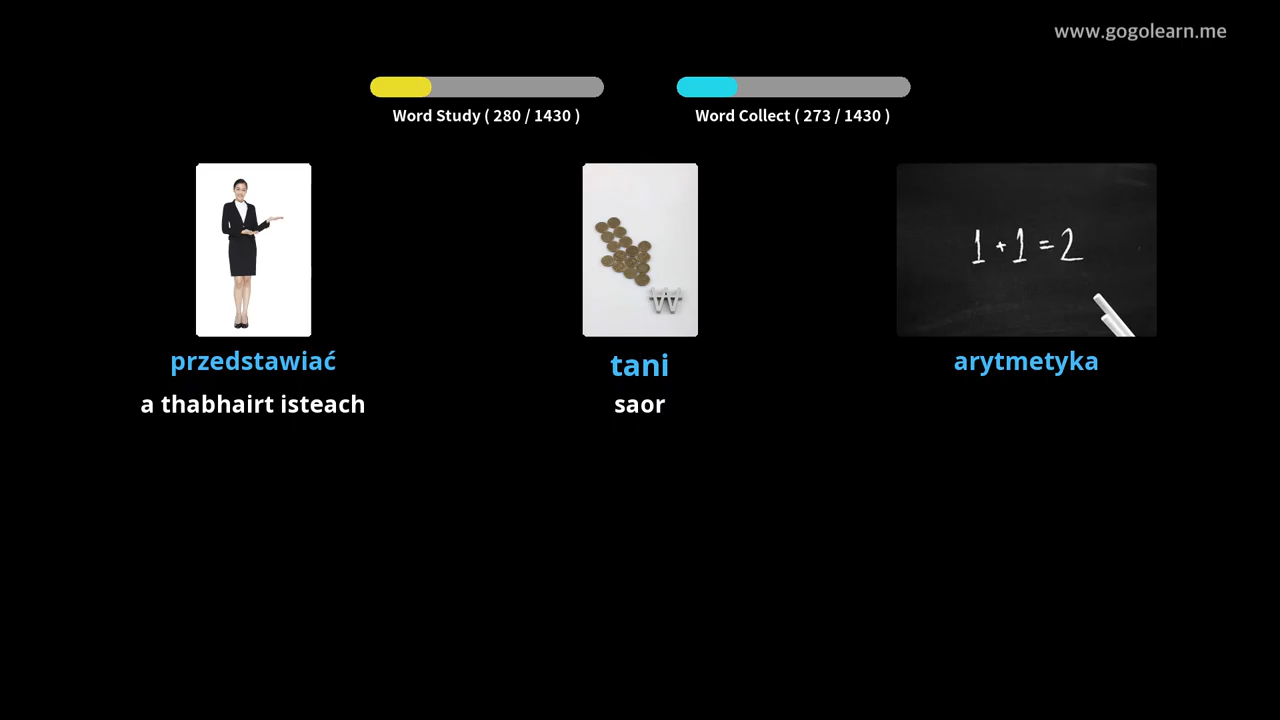 www.gogolearn.me
Word Study ( 280 / 1430 )
Word Collect ( 273 / 1430 )
1 + 1 = 2
₩
przedstawiać
tani
arytmetyka
a thabhairt isteach
saor